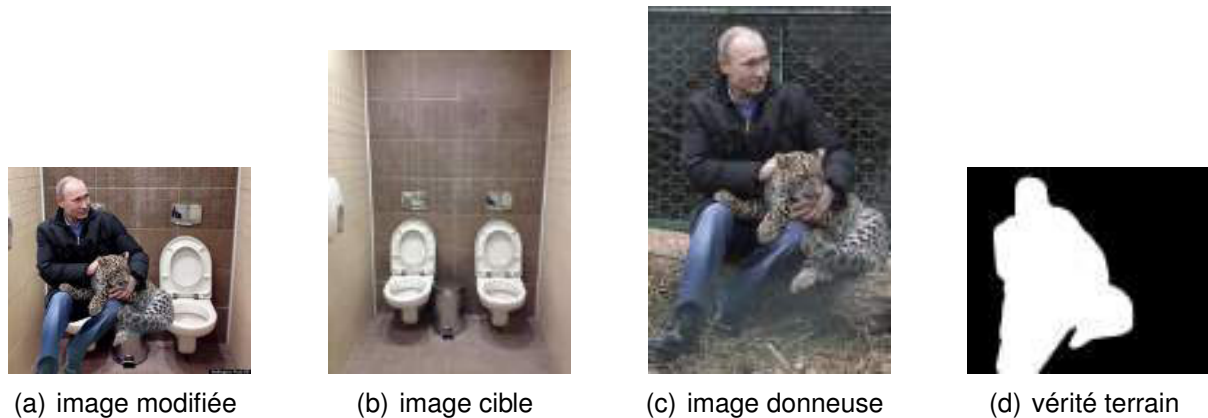 (a) image modifiée
(b) image cible
(c) image donneuse
(d) vérité terrain